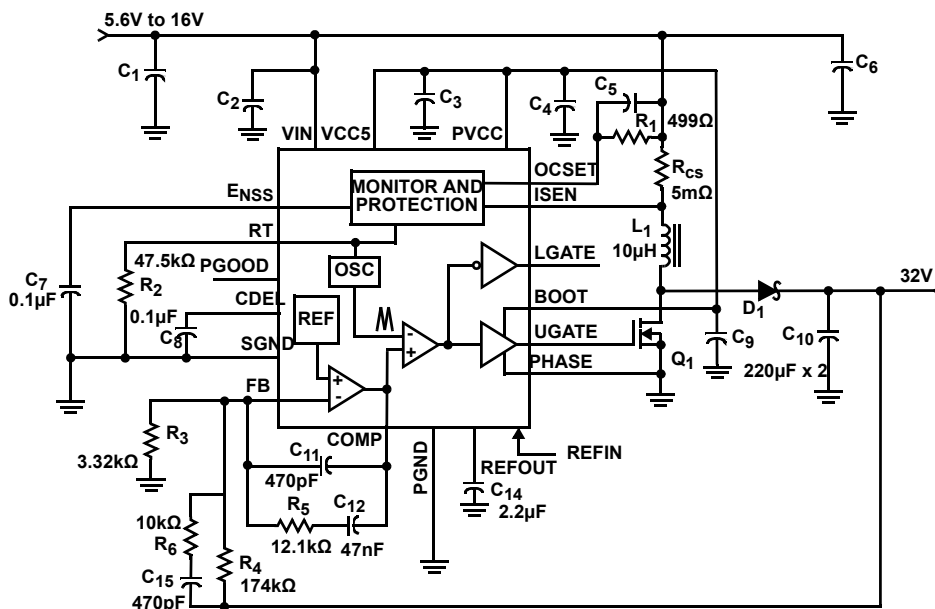 5.6V to 16V
C1
C2
C3
C4
C5
C6
R1
499Ω
VIN
VCC5
PVCC
OCSET
RCS
5mΩ
ENSS
MONITOR AND
PROTECTION
ISEN
RT
L1
10µH
47.5kΩ
OSC
LGATE
C7
0.1µF
PGOOD
R2
BOOT
32V
D1
CDEL
0.1µF
REF
C8
UGATE
C9
C10
SGND
PHASE
Q1
220µF x 2
+
-
-
+
FB
COMP
R3
3.32kΩ
C11
470pF
PGND
REFOUT
REFIN
C14
2.2µF
C12
R5
12.1kΩ
47nF
10kΩ
R6
R4
174kΩ
C15
470pF